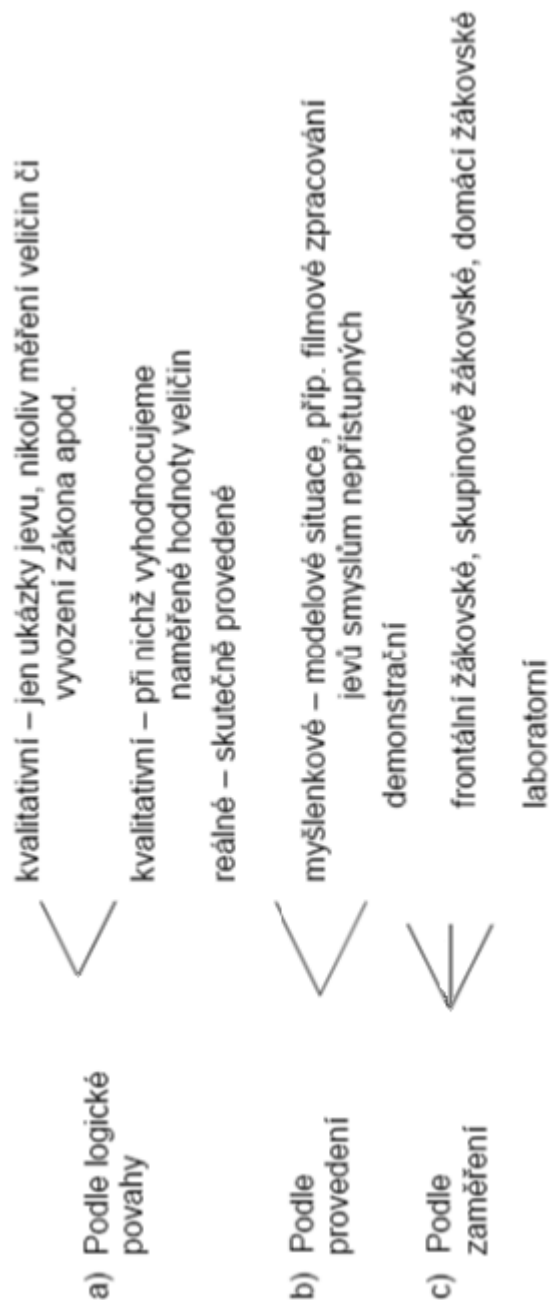 a) Podle logické
povahy
kvalitativní – jen ukázky jevu, nikoliv měření veličin či
vyvození zákona apod.
kvalitativní – při nichž vyhodnocujeme
naměřené hodnoty veličin
b) Podle
provedení
reálné – skutečně provedené
myšlenkové – modelové situace, příp. filmové zpracování
jevů smyslům nepřístupných
c) Podle
zaměření
demonstrační
frontální žákovské, skupinové žákovské, domácí žákovské
laboratorní